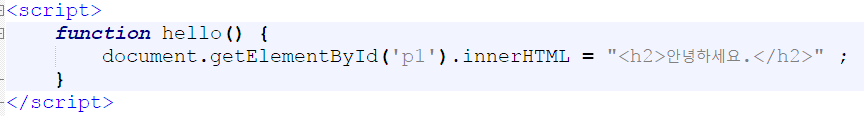 <script>
function hello() {
document.getElementById('p1').innerHTML = "<h2>안녕하세요.</h2>" ;
}
</script>